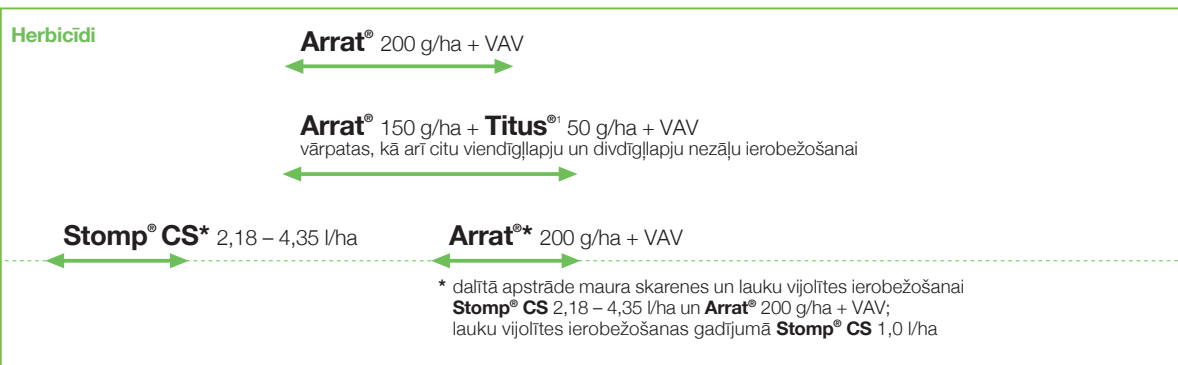 Herbicīdi
Arrat® 200 g/ha + VAV
Arrat® 150 g/ha + Titus®¹ 50 g/ha + VAV
vārpatas, kā arī citu viendīgļlapju un divdīgļlapju nezāļu ierobežošanai
Stomp® CS* 2,18 – 4,35 l/ha
Arrat®* 200 g/ha + VAV
* dalītā apstrāde maura skarenes un lauku vijolītes ierobežošanai
Stomp® CS 2,18 – 4,35 l/ha un Arrat® 200 g/ha + VAV;
lauku vijolītes ierobežošanas gadījumā Stomp® CS 1,0 l/ha